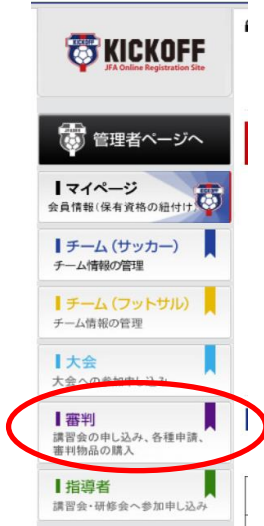 KICKOFF
JFA Online Registration Site
管理者ページへ
マイページ
会員情報(保有資格の紐付け)
チーム(サッカー)
チーム情報の管理
チーム(フットサル)
チーム情報の管理
大会
大会への参加申し込み
審判
講習会の申し込み、各種申請、
審判物品の購入
指導者
講習会・研修会へ参加申し込み